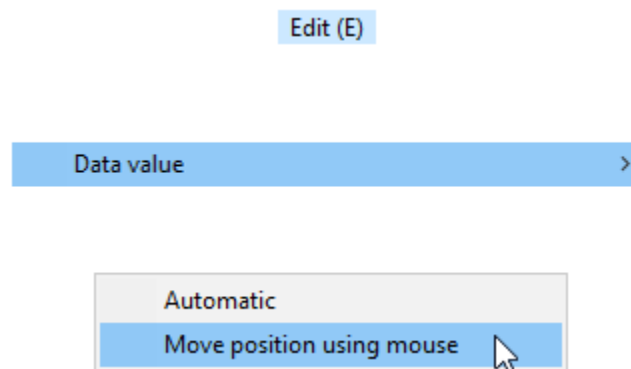 Edit (E)
Data value
Automatic
Move position using mouse